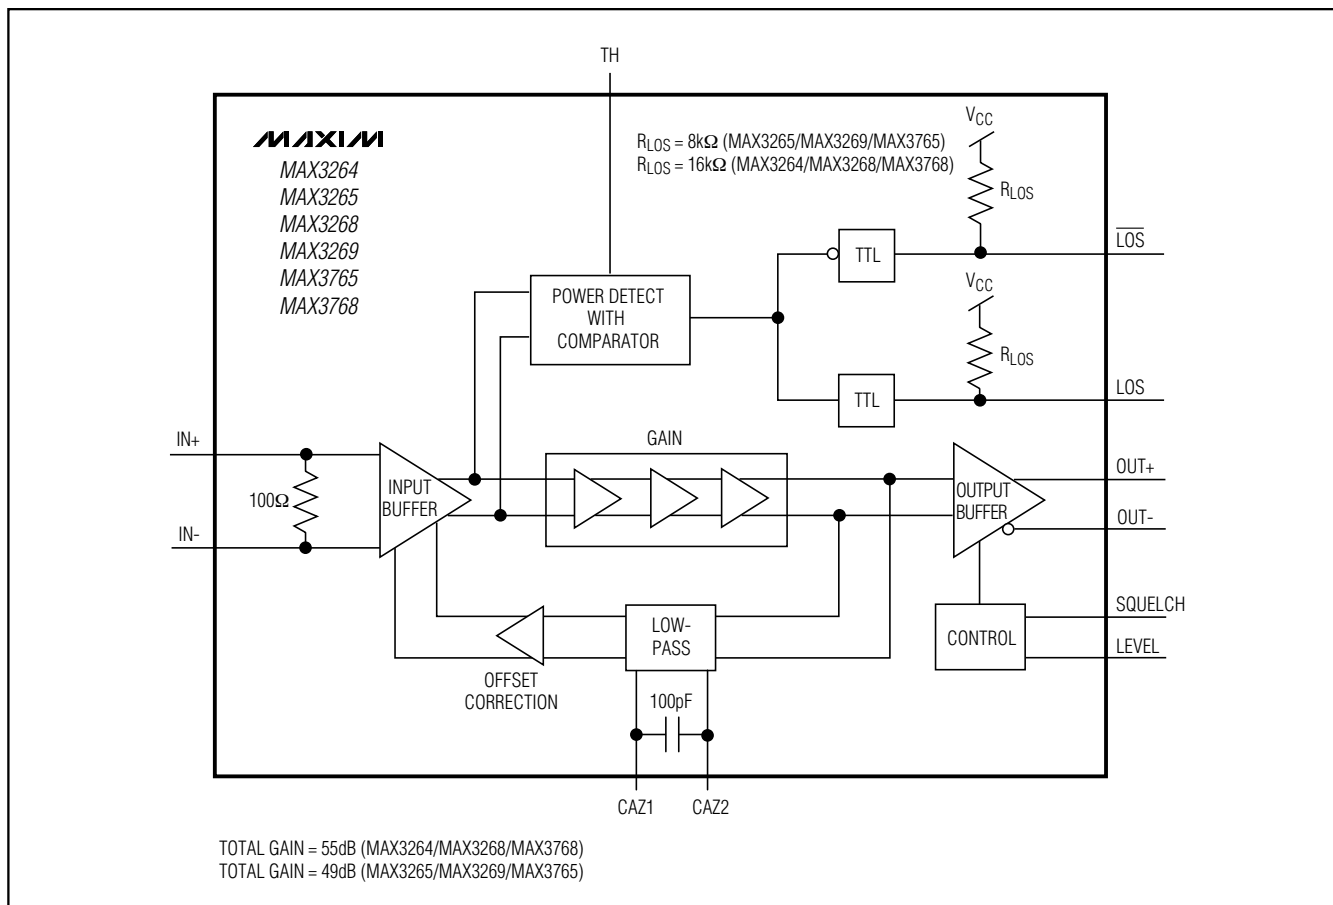 TH
MAXIM
MAX3264
MAX3265
MAX3268
MAX3269
MAX3765
MAX3768
RLOS = 8kΩ (MAX3265/MAX3269/MAX3765)
RLOS = 16kΩ (MAX3264/MAX3268/MAX3768)
VCC
RLOS
TTL
L̅O̅S̅
POWER DETECT
WITH
COMPARATOR
VCC
RLOS
TTL
LOS
IN+
100Ω
IN-
INPUT
BUFFER
GAIN
OUTPUT
BUFFER
OUT+
OUT-
OFFSET
CORRECTION
LOW-
PASS
100pF
CONTROL
SQUELCH
LEVEL
CAZ1
CAZ2
TOTAL GAIN = 55dB (MAX3264/MAX3268/MAX3768)
TOTAL GAIN = 49dB (MAX3265/MAX3269/MAX3765)